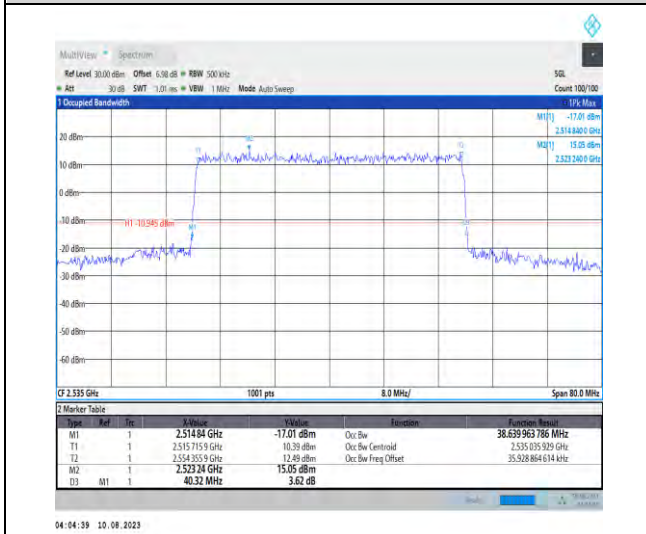 MultiView Spectrum
Ref Level 30.00 dBm Offset 6.98 dB RBW 500 kHz SGL
Att 30 dB SWT 1.01 ms VBW 1 MHz Mode Auto Sweep Count 100/100
1 Occupied Bandwidth 1Pk Max
M1[1] -17.01 dBm
2.514 840 0 GHz
M2[1] 15.05 dBm
2.523 240 0 GHz
20 dBm
T1 M2 T2
10 dBm
0 dBm
-10 dBm
H1 -10.945 dBm
M1
-20 dBm
-30 dBm
-40 dBm
-50 dBm
-60 dBm
CF 2.535 GHz 1001 pts 8.0 MHz/ Span 80.0 MHz
2 Marker Table
Type Ref Trc X-Value Y-Value Function Function Result
M1 1 2.514 84 GHz -17.01 dBm Occ Bw 38.639 963 786 MHz
T1 1 2.515 715 9 GHz 10.39 dBm Occ Bw Centroid 2.535 035 929 GHz
T2 1 2.554 355 9 GHz 12.49 dBm Occ Bw Freq Offset 35.928 864 614 kHz
M2 1 2.523 24 GHz 15.05 dBm
D3 M1 1 40.32 MHz 3.62 dB
04:04:39 10.08.2023